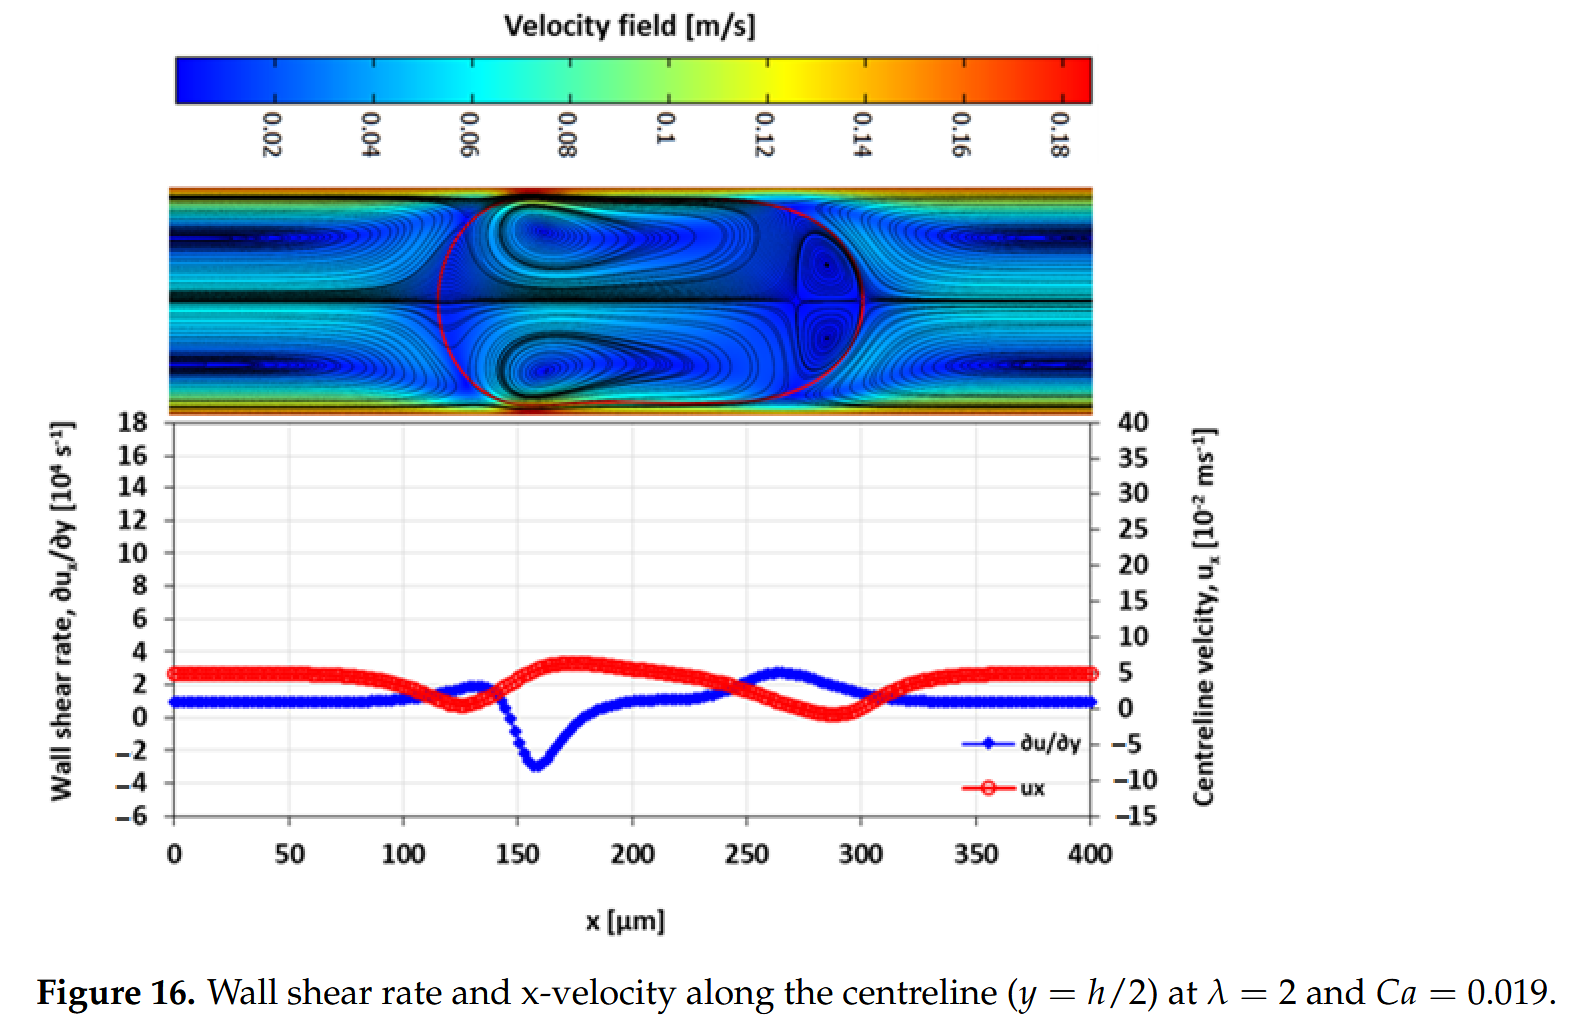 Velocity field [m/s]
0.02 0.04 0.06 0.08 0.1 0.12 0.14 0.16 0.18
Wall shear rate, ∂uₓ/∂y [10⁴ s⁻¹]
18
16
14
12
10
8
6
4
2
0
−2
−4
−6
40
35
30
25
20
15
10
5
0
−5
−10
−15
Centreline velcity, uₓ [10⁻² ms⁻¹]
∂u/∂y
ux
0 50 100 150 200 250 300 350 400
x [μm]
Figure 16. Wall shear rate and x-velocity along the centreline (y = h/2) at λ = 2 and Ca = 0.019.